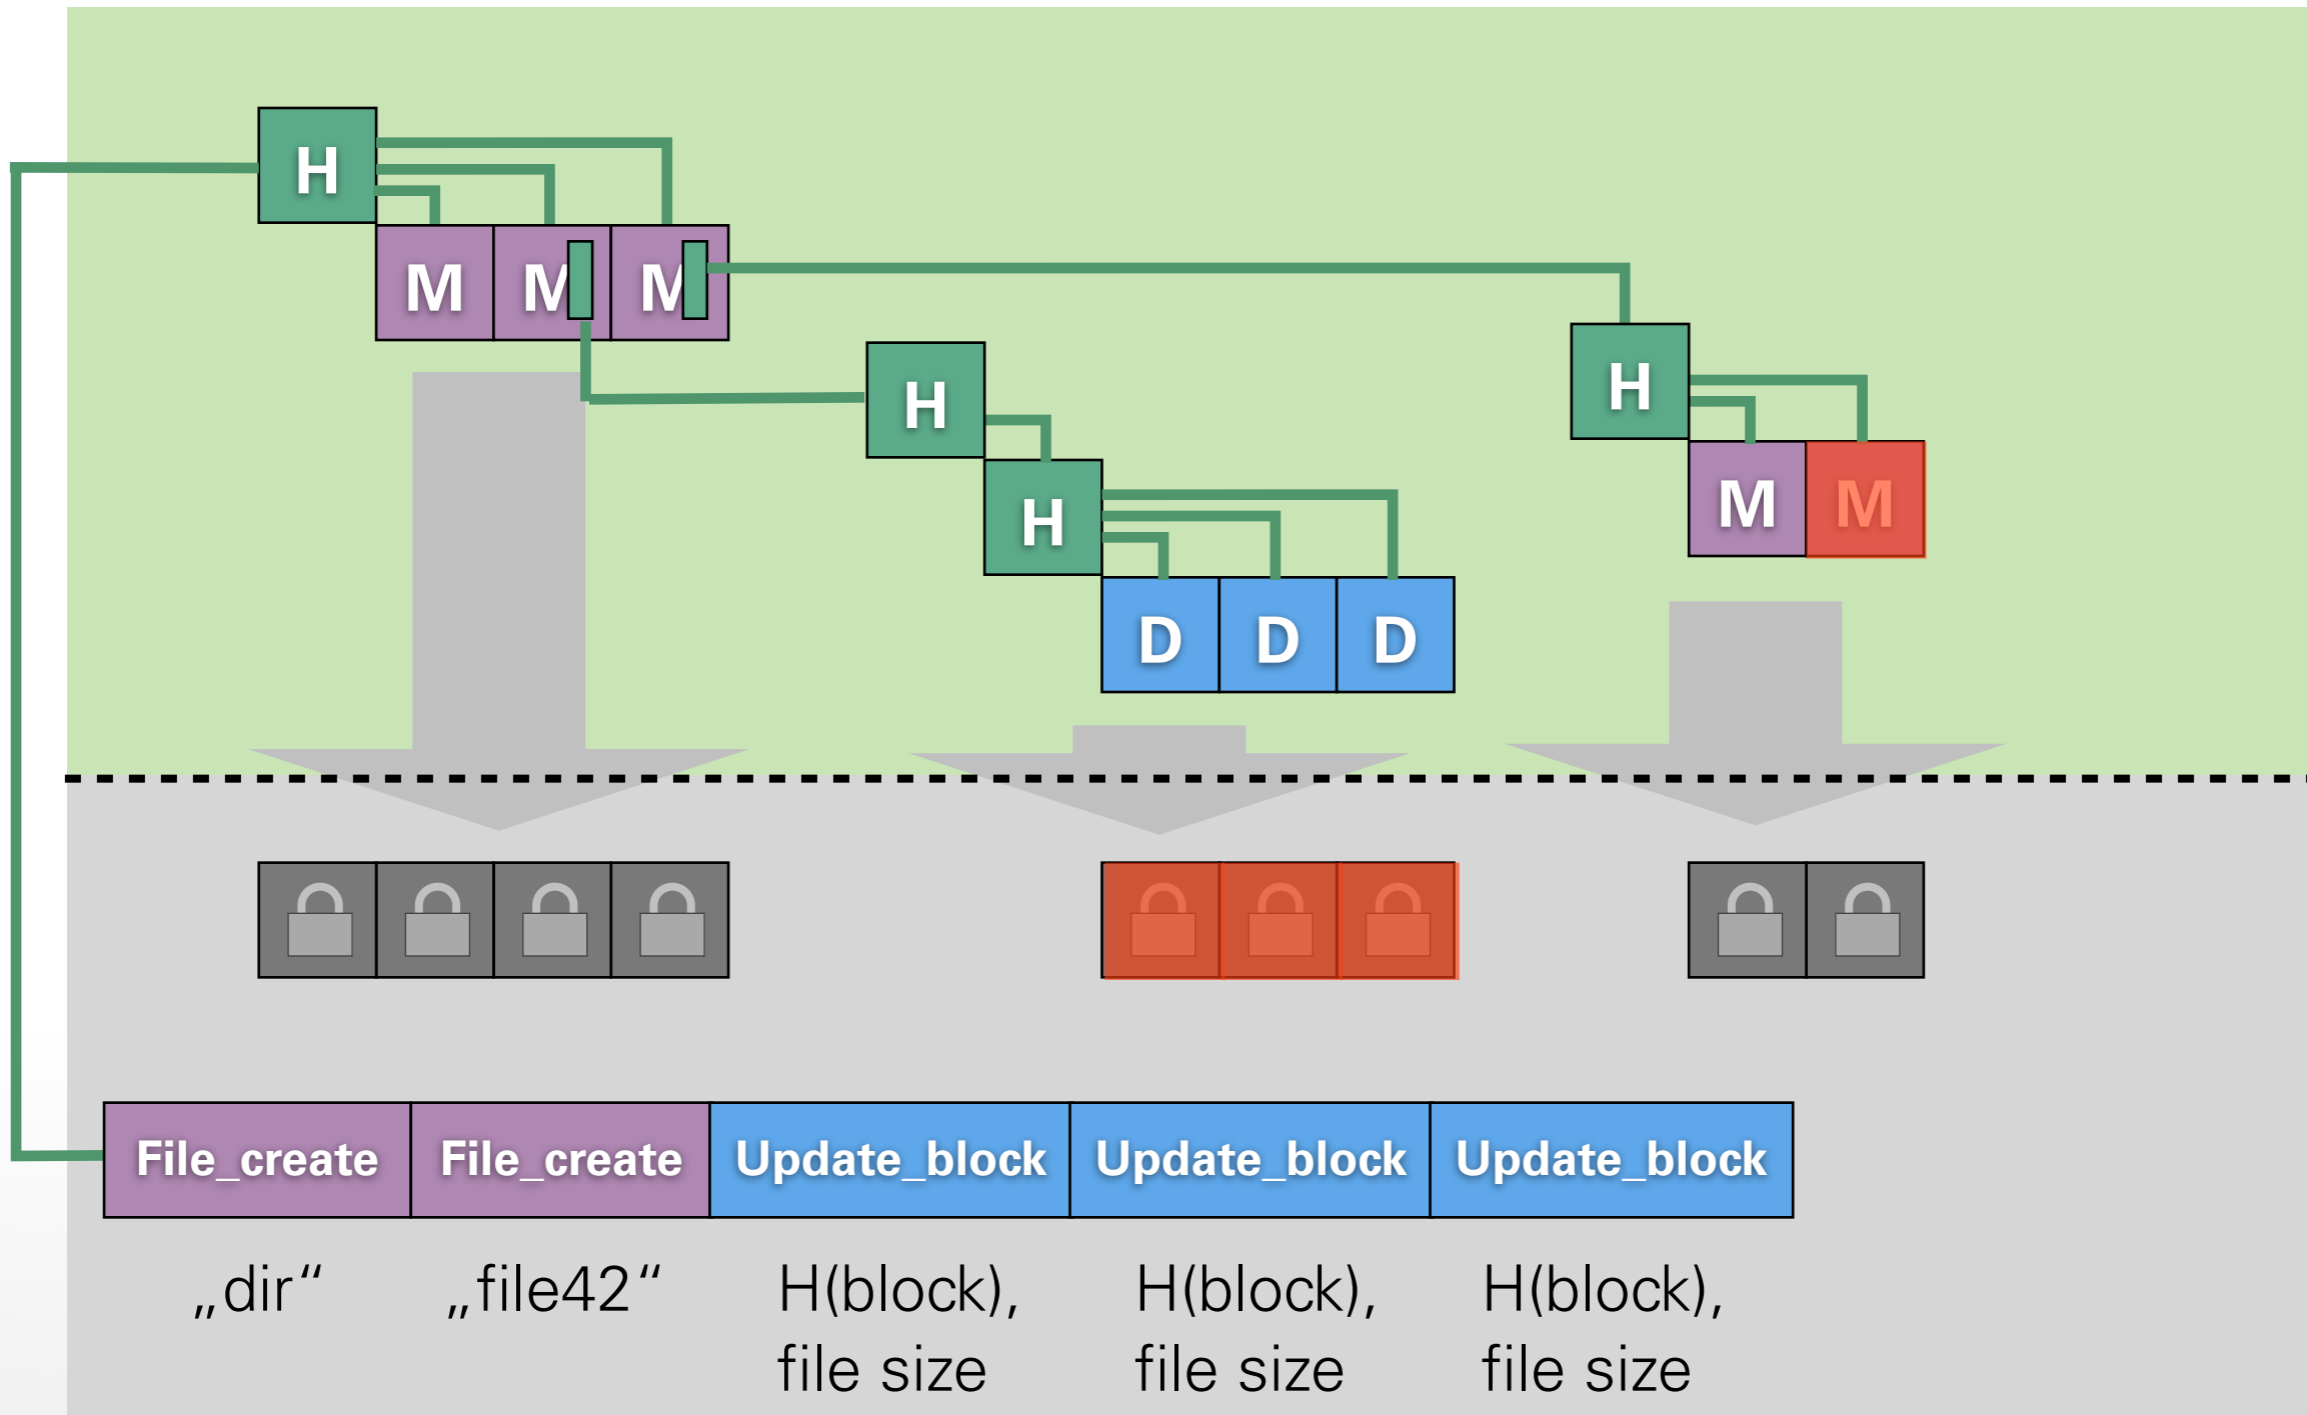 H
M M M
H
H
H
M M
D D D
File_create File_create Update_block Update_block Update_block
„dir“ „file42“ H(block), H(block), H(block),
file size file size file size